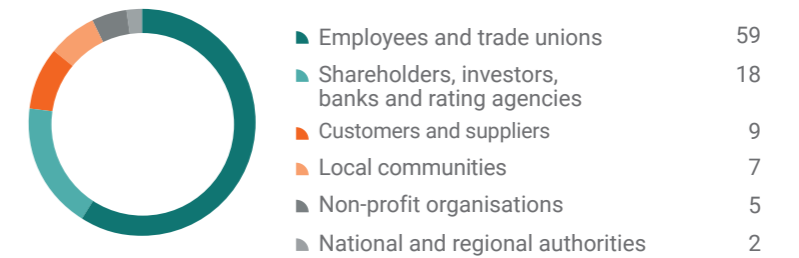 Employees and trade unions 59
Shareholders, investors, 18
banks and rating agencies
Customers and suppliers 9
Local communities 7
Non-profit organisations 5
National and regional authorities 2